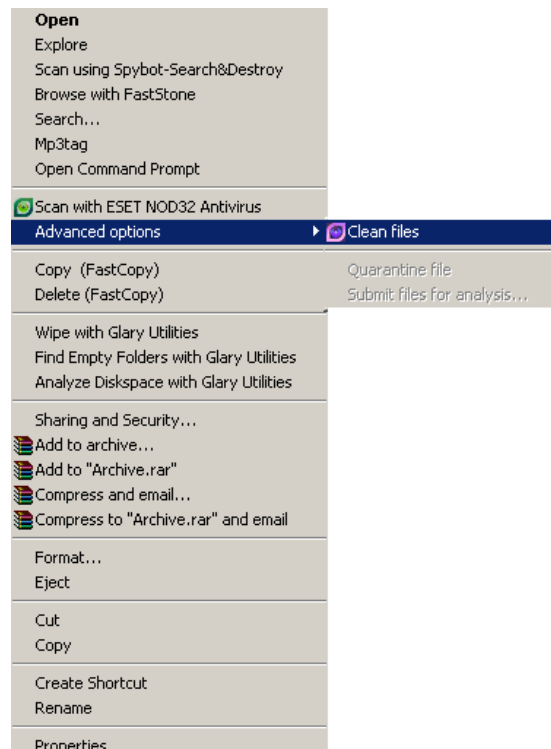 Open
Explore
Scan using Spybot-Search&Destroy
Browse with FastStone
Search...
Mp3tag
Open Command Prompt
Scan with ESET NOD32 Antivirus
Advanced options
Clean files
Quarantine file
Submit files for analysis...
Copy (FastCopy)
Delete (FastCopy)
Wipe with Glary Utilities
Find Empty Folders with Glary Utilities
Analyze Diskspace with Glary Utilities
Sharing and Security...
Add to archive...
Add to "Archive.rar"
Compress and email...
Compress to "Archive.rar" and email
Format...
Eject
Cut
Copy
Create Shortcut
Rename
Properties